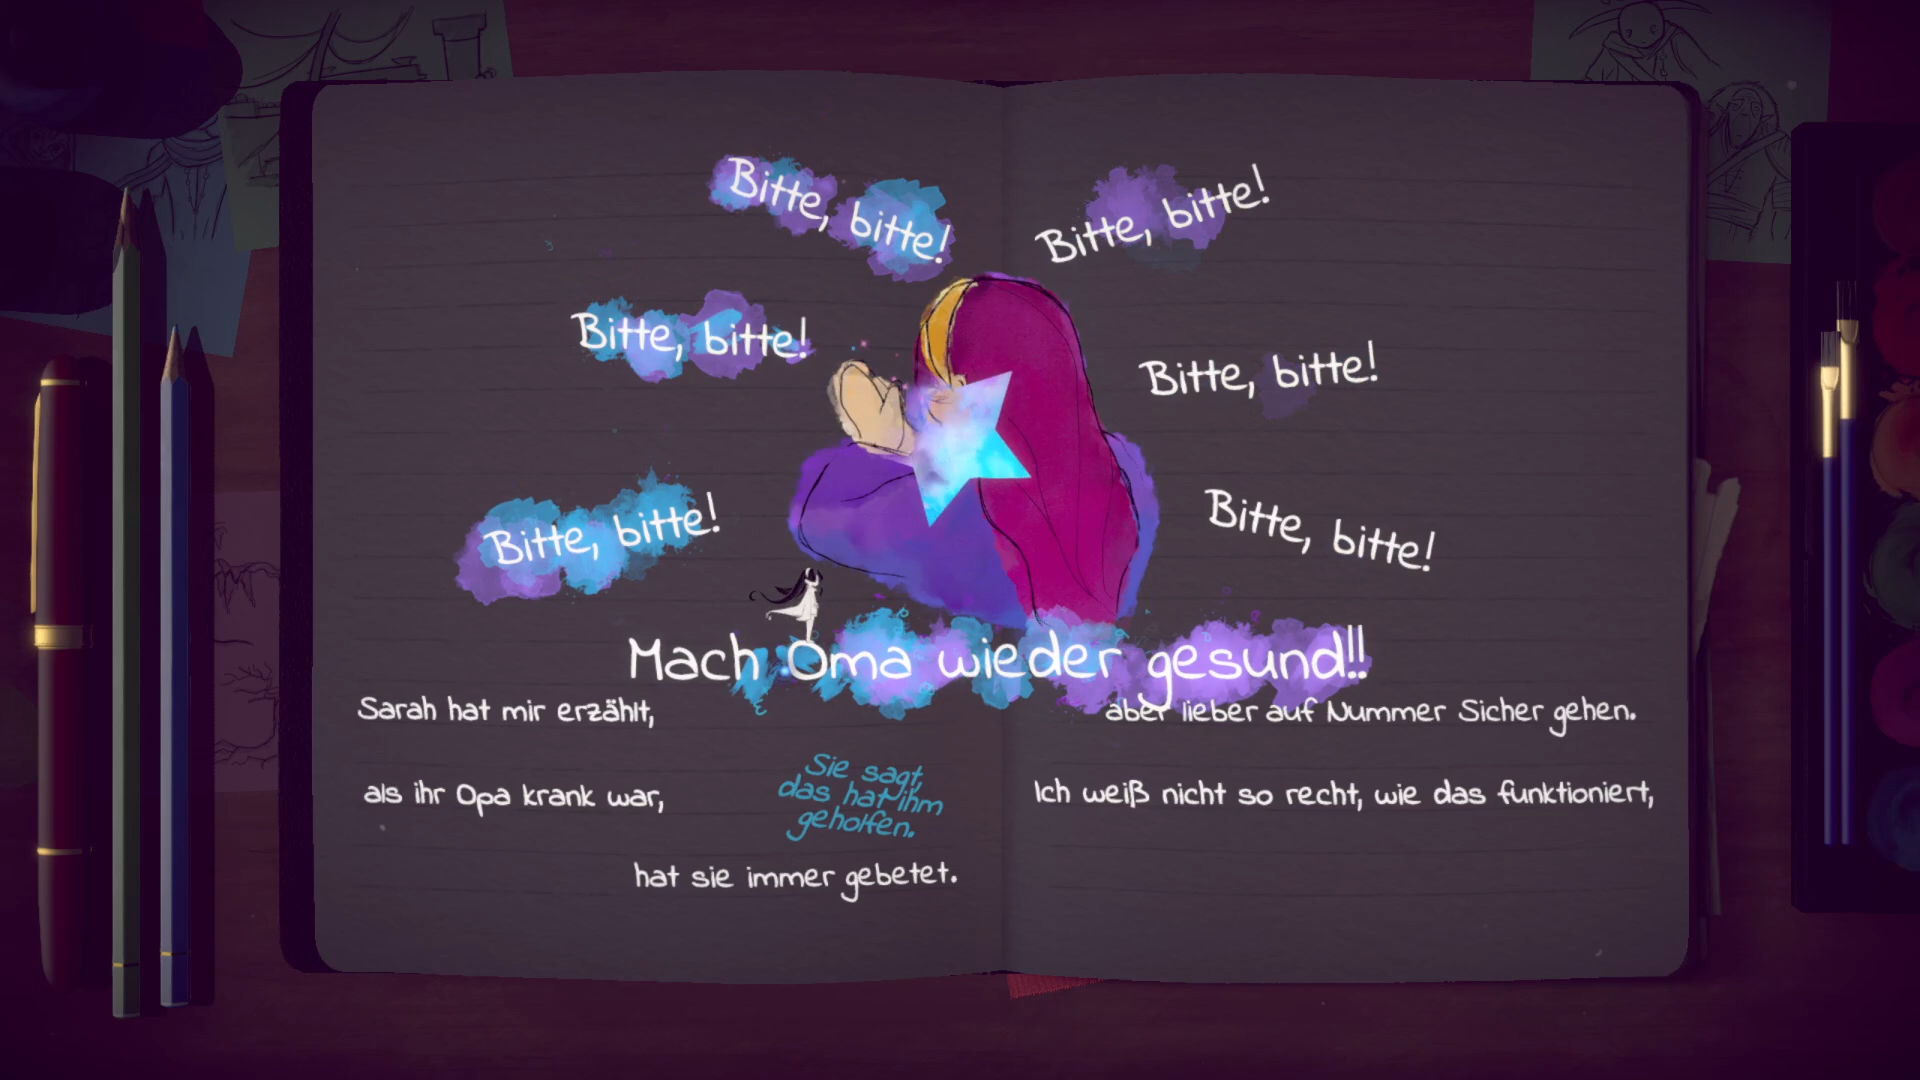 Bitte, bitte!
Bitte, bitte!
Bitte, bitte!
Bitte, bitte!
Bitte, bitte!
Bitte, bitte!
Mach Oma wieder gesund!!
Sarah hat mir erzählt,
als ihr Opa krank war,
Sie sagt,
das hat ihm
geholfen.
hat sie immer gebetet.
aber lieber auf Nummer Sicher gehen.
Ich weiß nicht so recht, wie das funktioniert,